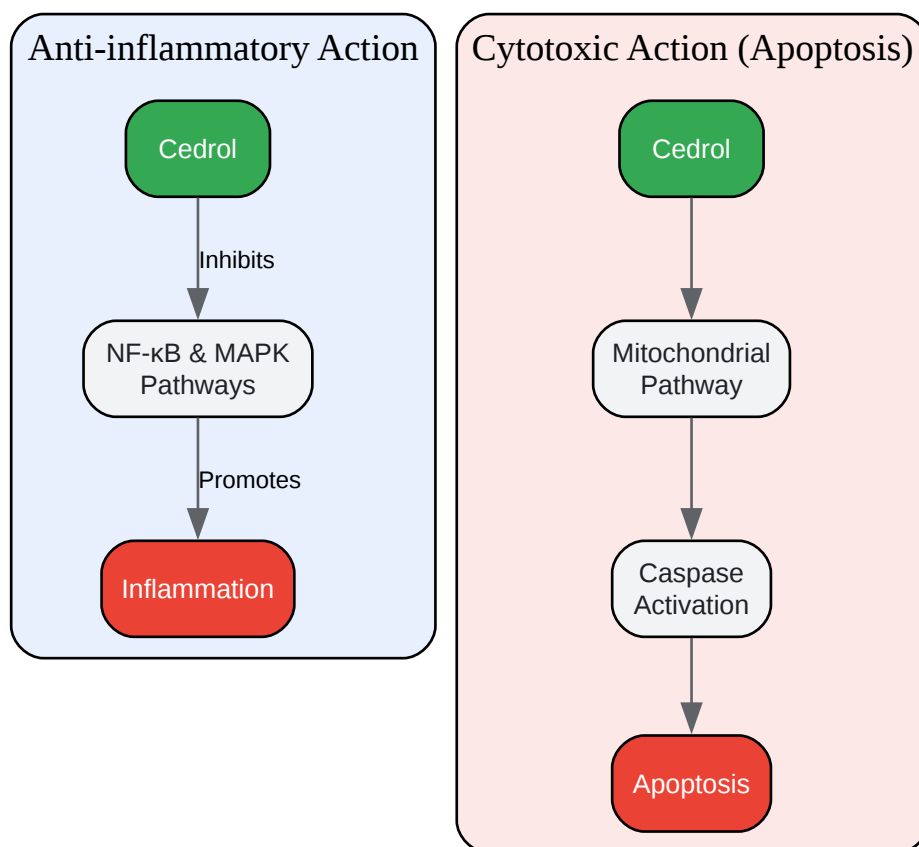 Anti-inflammatory Action
Cedrol
Inhibits
NF-κB & MAPK
Pathways
Promotes
Inflammation
Cytotoxic Action (Apoptosis)
Cedrol
Mitochondrial
Pathway
Caspase
Activation
Apoptosis